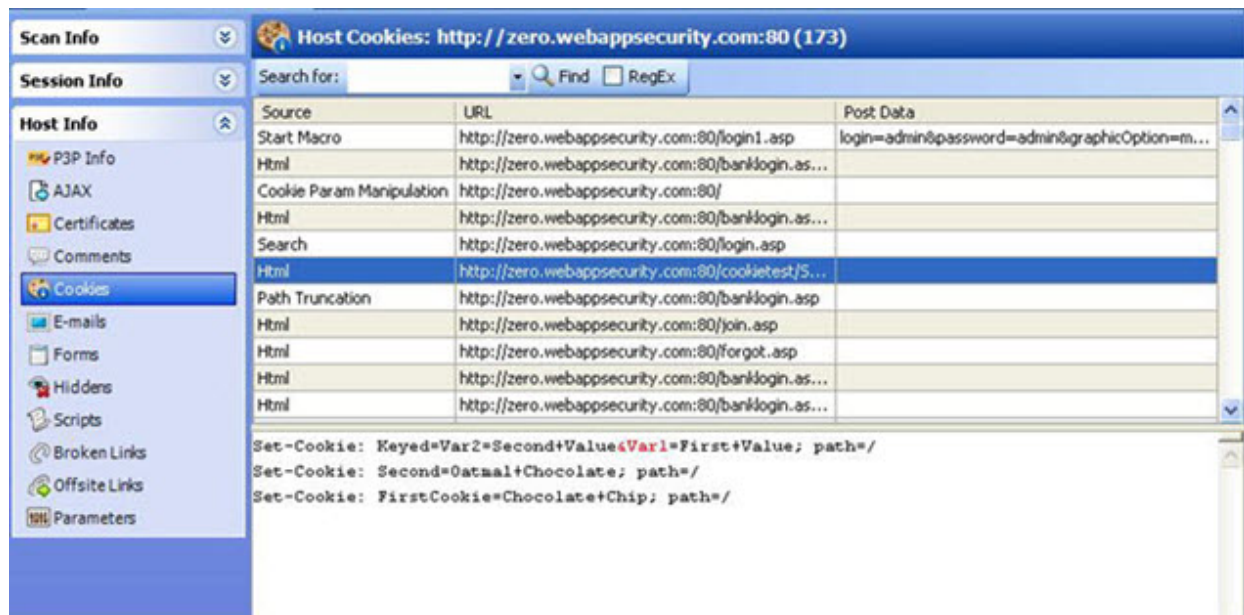 Scan Info
Session Info
Host Info
P3P Info
AJAX
Certificates
Comments
Cookies
E-mails
Forms
Hiddens
Scripts
Broken Links
Offsite Links
Parameters
Host Cookies: http://zero.webappsecurity.com:80 (173)
Search for: Find RegEx
Source URL Post Data
Start Macro http://zero.webappsecurity.com:80/login1.asp login=admin&password=admin&graphicOption=m...
Html http://zero.webappsecurity.com:80/banklogin.as...
Cookie Param Manipulation http://zero.webappsecurity.com:80/
Html http://zero.webappsecurity.com:80/banklogin.as...
Search http://zero.webappsecurity.com:80/login.asp
Html http://zero.webappsecurity.com:80/cookietest/S...
Path Truncation http://zero.webappsecurity.com:80/banklogin.asp
Html http://zero.webappsecurity.com:80/join.asp
Html http://zero.webappsecurity.com:80/forgot.asp
Html http://zero.webappsecurity.com:80/banklogin.as...
Html http://zero.webappsecurity.com:80/banklogin.as...
Set-Cookie: Keyed=Var2=Second+Value&Var1=First+Value; path=/
Set-Cookie: Second=Oatmal+Chocolate; path=/
Set-Cookie: FirstCookie=Chocolate+Chip; path=/